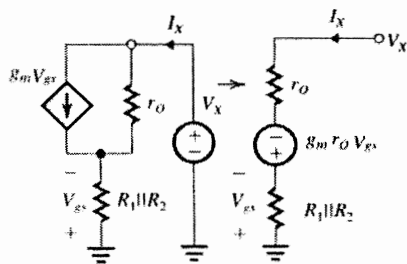 I_X
g_m V_gs
r_O
V_X
+
−
−
V_gs
+
R_1||R_2
I_X
V_X
r_O
−
+
g_m r_O V_gs
−
V_gs
+
R_1||R_2